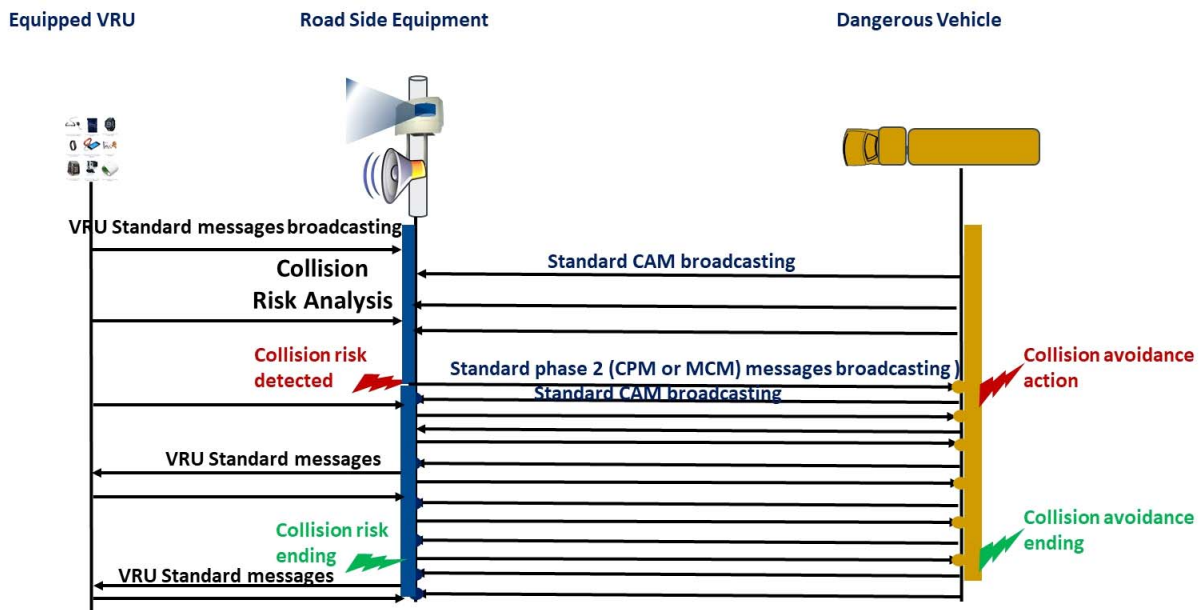 Equipped VRU
Road Side Equipment
Dangerous Vehicle
VRU Standard messages broadcasting
Standard CAM broadcasting
Collision
Risk Analysis
Collision risk
detected
Standard phase 2 (CPM or MCM) messages broadcasting )
Collision avoidance
action
Standard CAM broadcasting
VRU Standard messages
Collision risk
ending
Collision avoidance
ending
VRU Standard messages